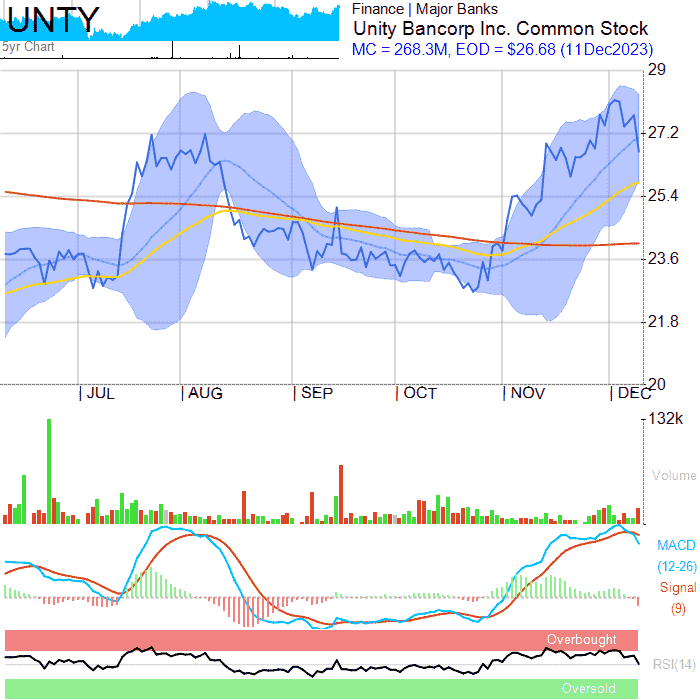 UNTY
5yr Chart
Finance | Major Banks
Unity Bancorp Inc. Common Stock
MC = 268.3M, EOD = $26.68 (11Dec2023)
29
27.2
25.4
23.6
21.8
20
JUL AUG SEP OCT NOV DEC
132k
Volume
MACD
(12-26)
Signal
(9)
Overbought
RSI(14)
Oversold